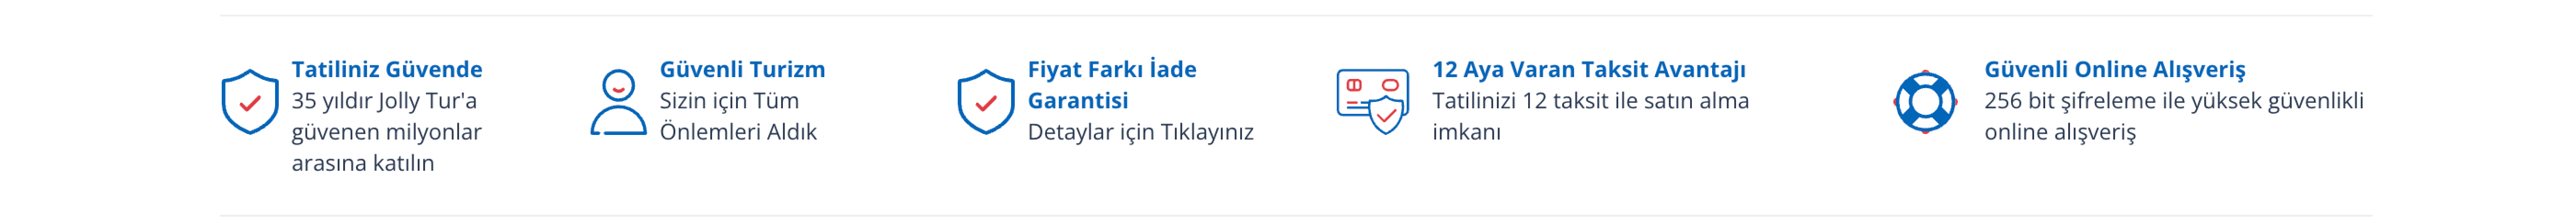 Tatiliniz Güvende
35 yıldır Jolly Tur'a
güvenen milyonlar
arasına katılın
Güvenli Turizm
Sizin için Tüm
Önlemleri Aldık
Fiyat Farkı İade
Garantisi
Detaylar için Tıklayınız
12 Aya Varan Taksit Avantajı
Tatilinizi 12 taksit ile satın alma
imkanı
Güvenli Online Alışveriş
256 bit şifreleme ile yüksek güvenlikli
online alışveriş